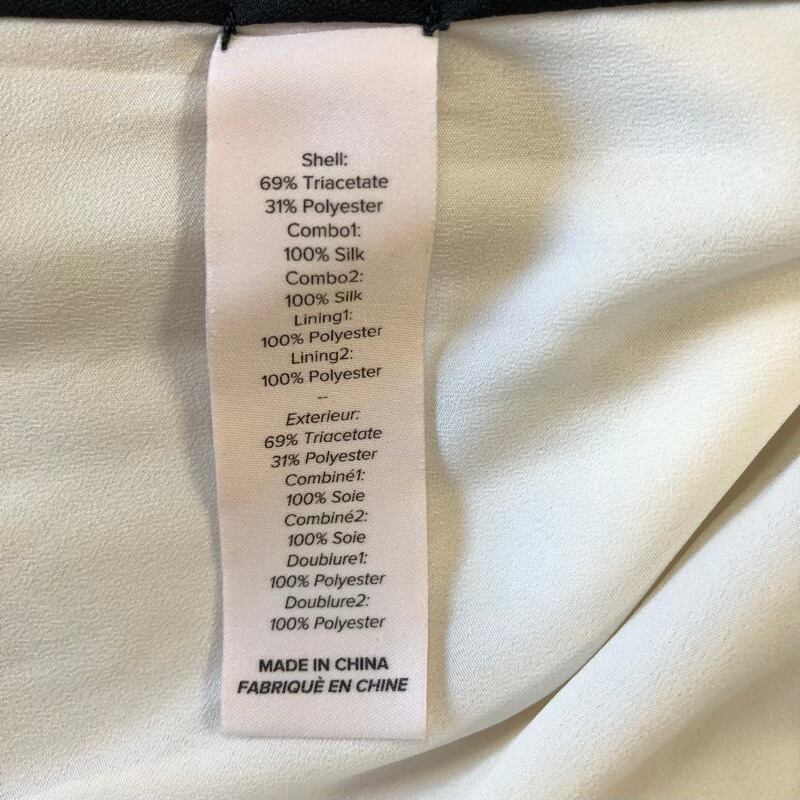 Shell:
69% Triacetate
31% Polyester
Combo1:
100% Silk
Combo2:
100% Silk
Lining1:
100% Polyester
Lining2:
100% Polyester
--
Exterieur:
69% Triacetate
31% Polyester
Combiné1:
100% Soie
Combiné2:
100% Soie
Doublure1:
100% Polyester
Doublure2:
100% Polyester
MADE IN CHINA
FABRIQUÈ EN CHINE